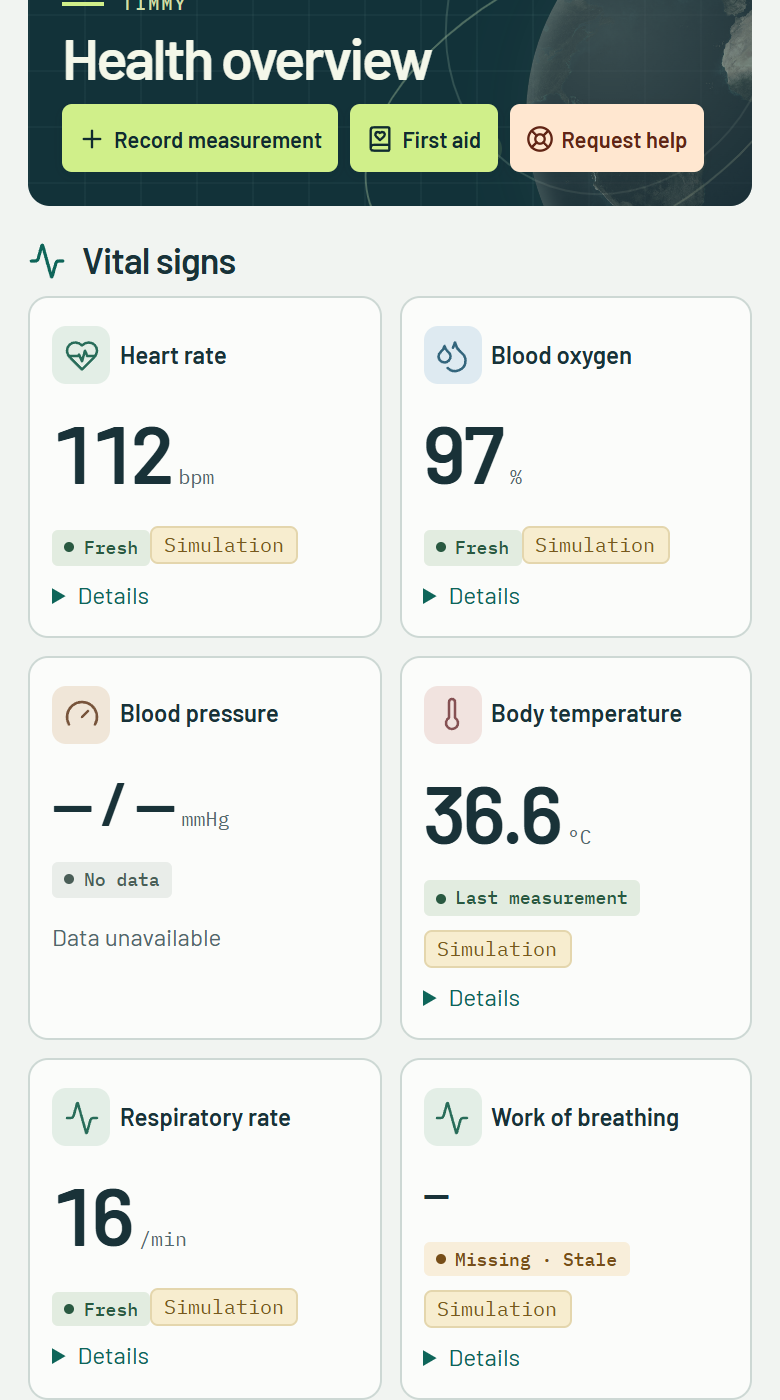 TIMMY
Health overview
Record measurement
First aid
Request help
Vital signs
Heart rate
112 bpm
Fresh
Simulation
Details
Blood oxygen
97 %
Fresh
Simulation
Details
Blood pressure
—/— mmHg
No data
Data unavailable
Body temperature
36.6 °C
Last measurement
Simulation
Details
Respiratory rate
16 /min
Fresh
Simulation
Details
Work of breathing
—
Missing · Stale
Simulation
Details